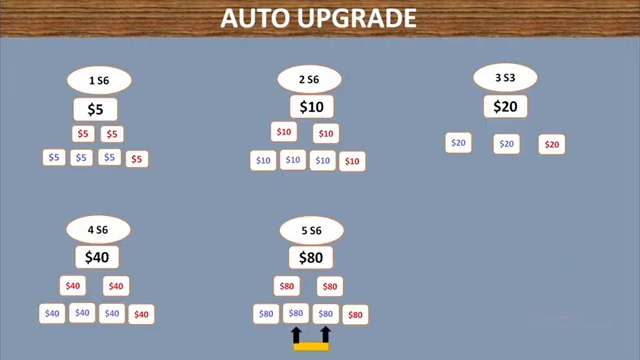 AUTO UPGRADE
1 S6
$5
$5 $5
$5 $5 $5 $5
2 S6
$10
$10 $10
$10 $10 $10 $10
3 S3
$20
$20 $20 $20
4 S6
$40
$40 $40
$40 $40 $40 $40
5 S6
$80
$80 $80
$80 $80 $80 $80